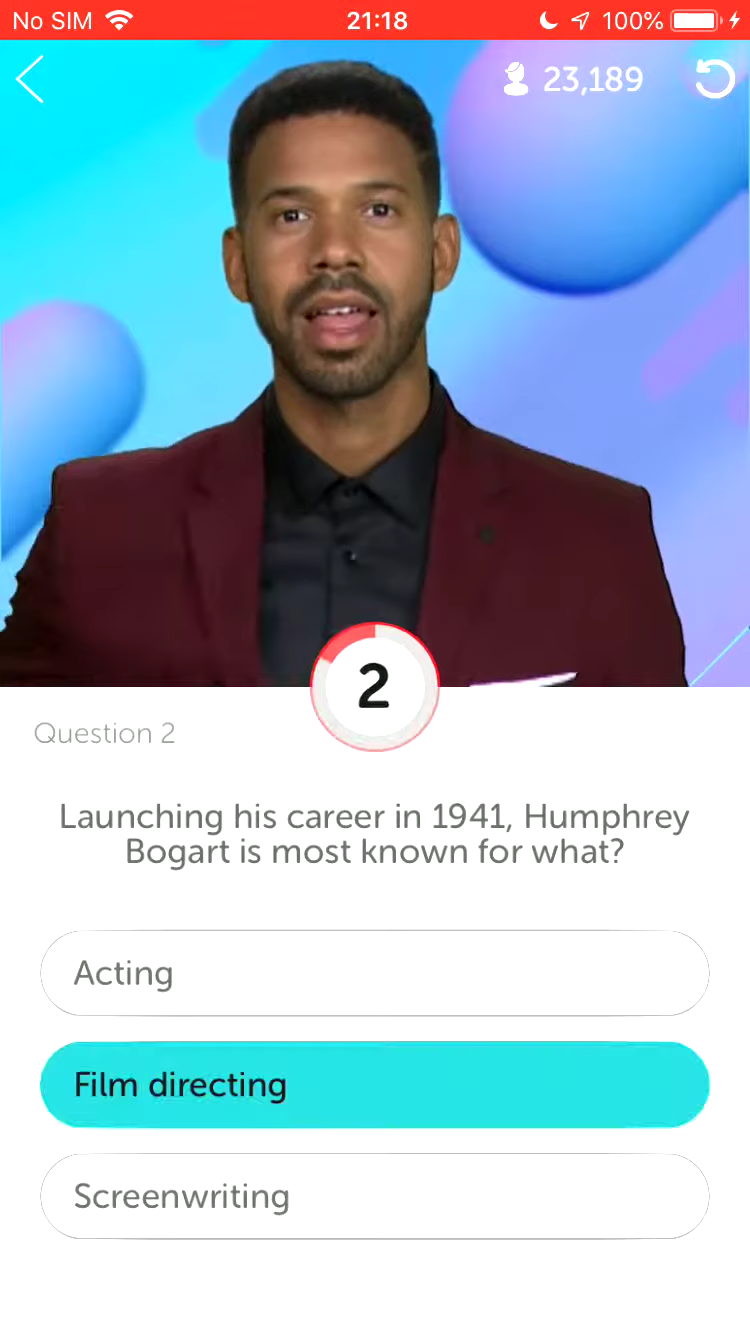 No SIM 21:18 100%
23,189
2
Question 2
Launching his career in 1941, Humphrey
Bogart is most known for what?
Acting
Film directing
Screenwriting